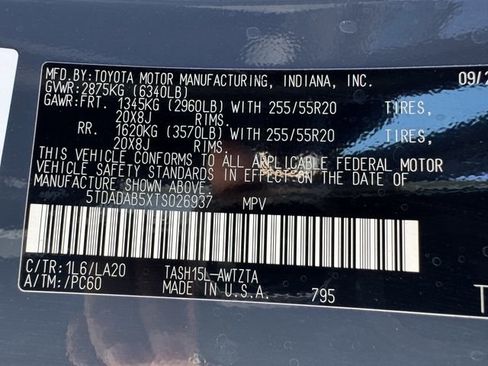 MFD.BY:TOYOTA MOTOR MANUFACTURING, INDIANA, INC. 09/
GVWR:2875KG (6340LB)
GAWR:FRT. 1345KG (2960LB) WITH 255/55R20 TIRES,
20X8J RIMS.
RR. 1620KG (3570LB) WITH 255/55R20 TIRES,
20X8J RIMS.
THIS VEHICLE CONFORMS TO ALL APPLICABLE FEDERAL MOTOR
VEHICLE SAFETY STANDARDS IN EFFECT ON THE DATE OF
MANUFACTURE SHOWN ABOVE.
5TDADAB5XTS026937 MPV
C/TR:1L6/LA20 TASH15L-AWTZTA
A/TM:/PC60 MADE IN U.S.A. 795